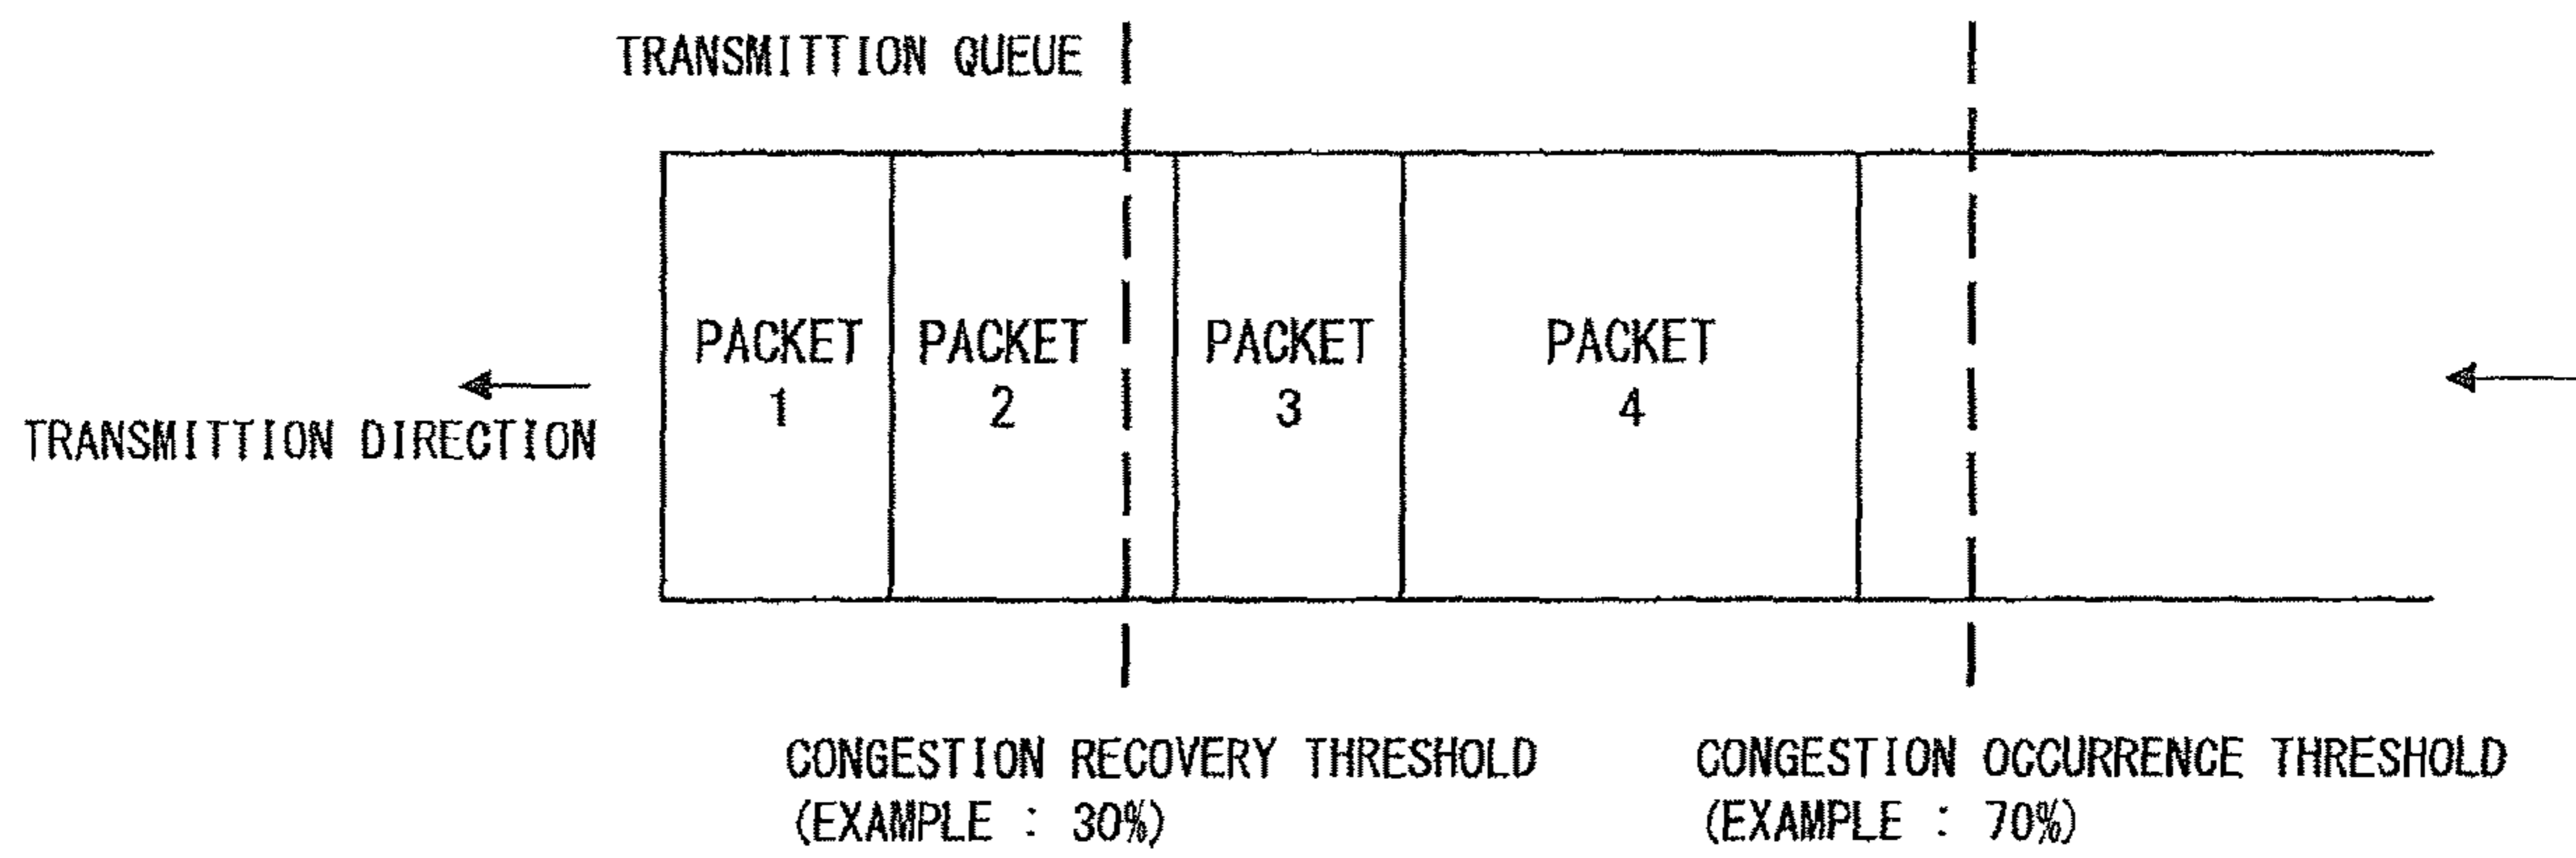 TRANSMITTION QUEUE
PACKET
1
PACKET
2
PACKET
3
PACKET
4
TRANSMITTION DIRECTION
CONGESTION RECOVERY THRESHOLD
(EXAMPLE : 30%)
CONGESTION OCCURRENCE THRESHOLD
(EXAMPLE : 70%)